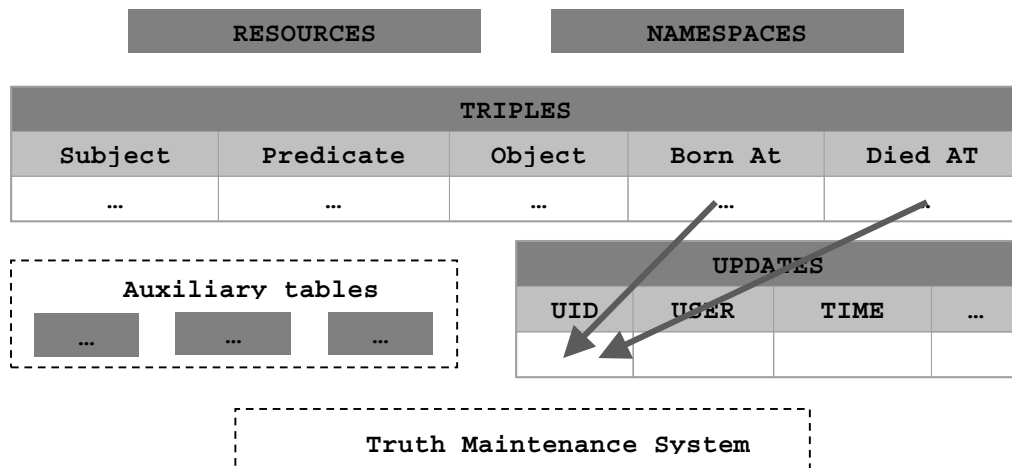 RESOURCES NAMESPACES
TRIPLES
Subject Predicate Object Born At Died AT
… … … … …
UPDATES
Auxiliary tables
UID USER TIME …
… … …
Truth Maintenance System